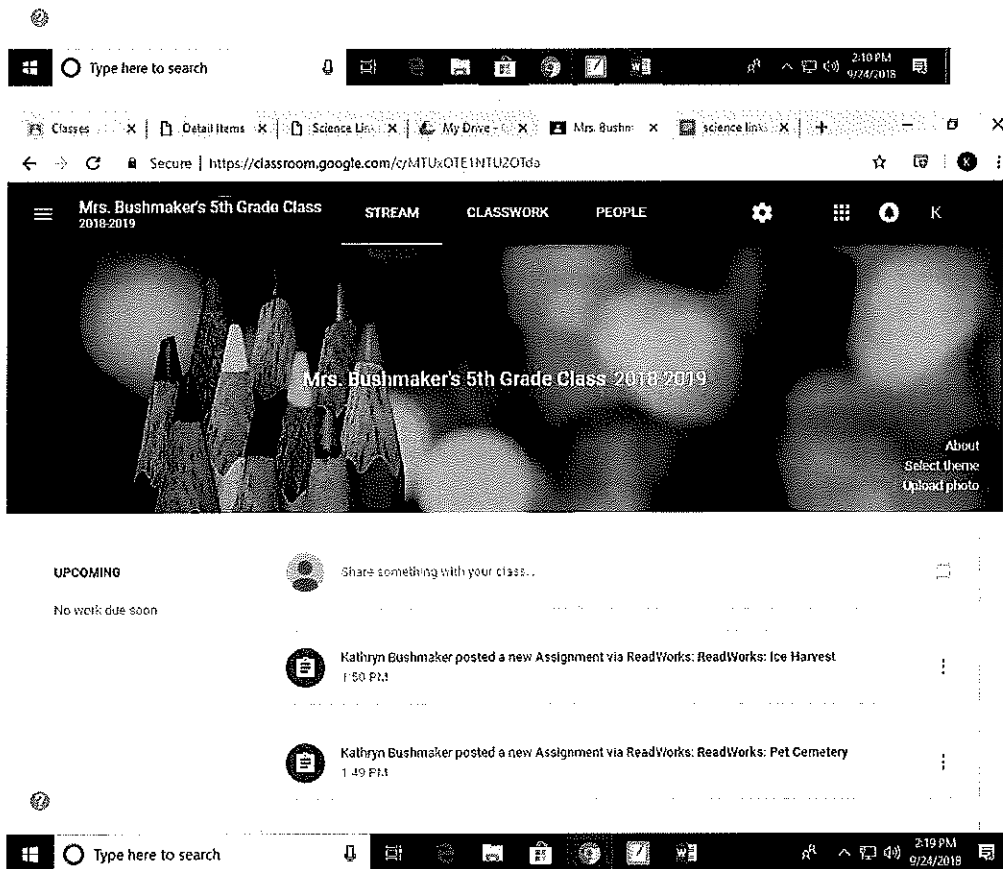 Type here to search
2:10 PM
9/24/2018
Classes
Detail Items
Science Lin
My Drive -
Mrs. Bushm
science link
Secure | https://classroom.google.com/c/
Mrs. Bushmaker's 5th Grade Class
2018-2019
STREAM CLASSWORK PEOPLE
K
K
Mrs. Bushmaker's 5th Grade Class 2018-2019
About
Select theme
Upload photo
UPCOMING
No work due soon
Share something with your class...
Kathryn Bushmaker posted a new Assignment via ReadWorks: ReadWorks: Ice Harvest
1:50 PM
Kathryn Bushmaker posted a new Assignment via ReadWorks: ReadWorks: Pet Cemetery
1:49 PM
Type here to search
2:19 PM
9/24/2018